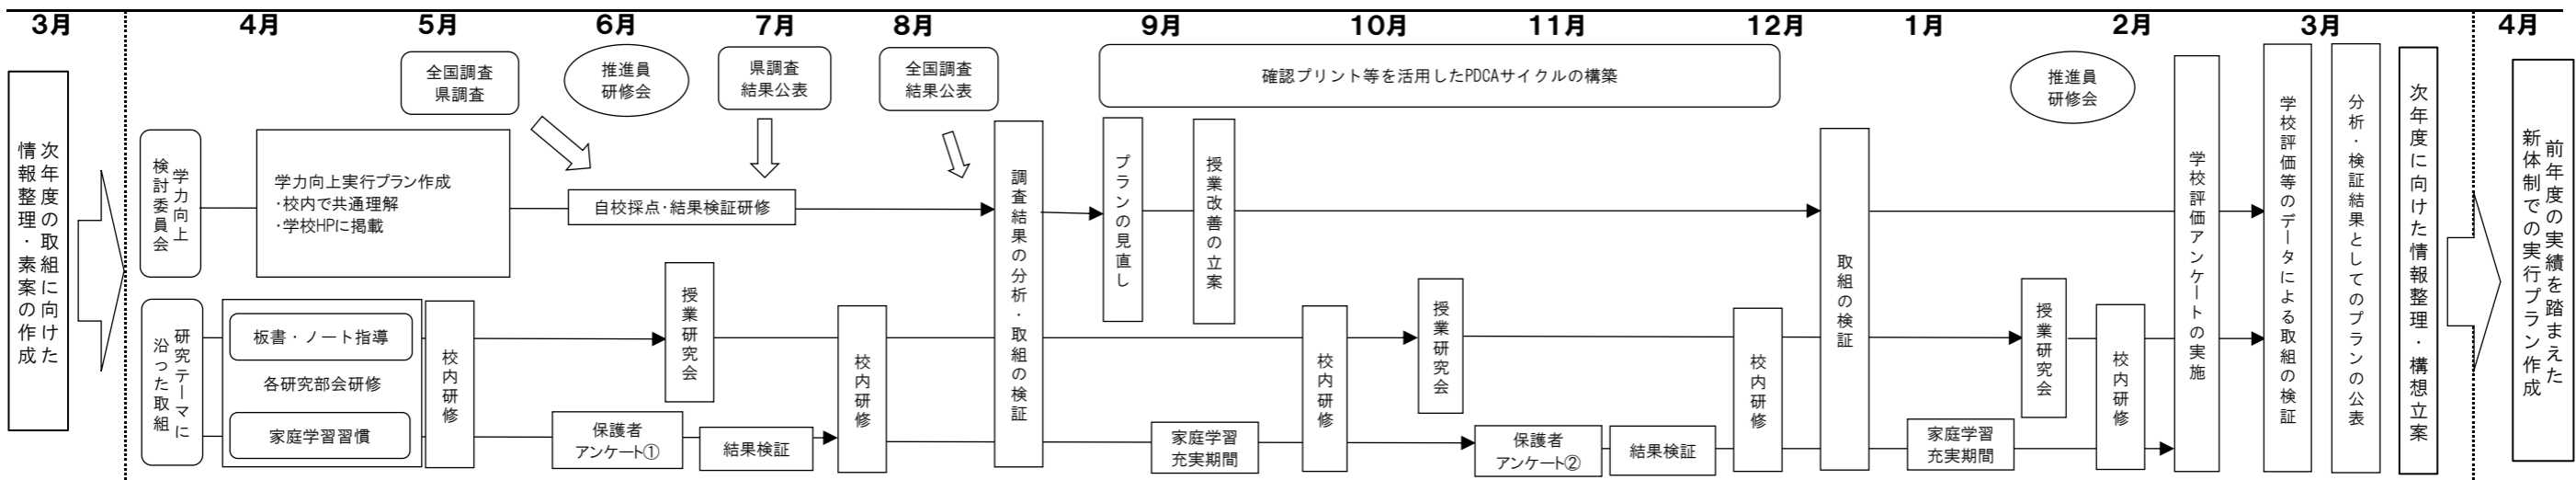 3月
4月
5月
6月
7月
8月
9月
10月
11月
12月
1月
2月
3月
4月
次年度の取組に向けた
情報整理・素案の作成
全国調査
県調査
推進員
研修会
県調査
結果公表
全国調査
結果公表
確認プリント等を活用したPDCAサイクルの構築
推進員
研修会
学力向上
検討委員会
学力向上実行プラン作成
・校内で共通理解
・学校HPに掲載
自校採点・結果検証研修
調査結果の分析・取組の検証
プランの見直し
授業改善の立案
取組の検証
学校評価アンケートの実施
学校評価等のデータによる取組の検証
分析・検証結果としてのプランの公表
次年度に向けた情報整理・構想立案
前年度の実績を踏まえた
新体制での実行プラン作成
研究テーマに
沿った取組
板書・ノート指導
各研究部会研修
家庭学習習慣
校内研修
保護者
アンケート①
授業研究会
結果検証
校内研修
家庭学習
充実期間
校内研修
授業研究会
保護者
アンケート②
結果検証
校内研修
家庭学習
充実期間
授業研究会
校内研修